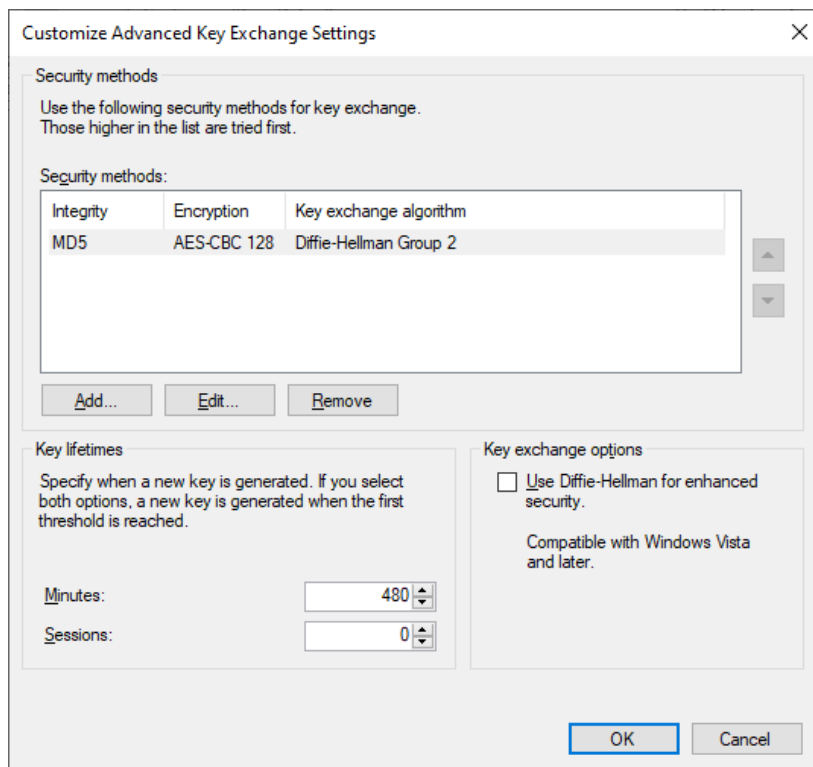 Customize Advanced Key Exchange Settings
Security methods
Use the following security methods for key exchange.
Those higher in the list are tried first.
Security methods:
Integrity Encryption Key exchange algorithm
MD5 AES-CBC 128 Diffie-Hellman Group 2
Add... Edit... Remove
Key lifetimes
Specify when a new key is generated. If you select
both options, a new key is generated when the first
threshold is reached.
Minutes: 480
Sessions: 0
Key exchange options
Use Diffie-Hellman for enhanced
security.
Compatible with Windows Vista
and later.
OK Cancel